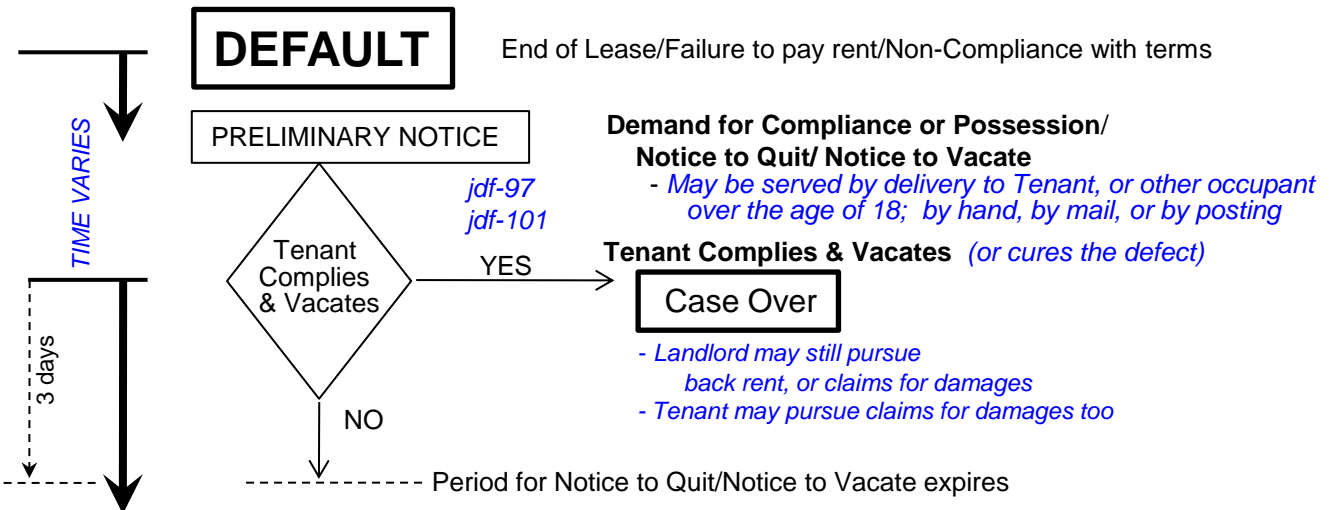 DEFAULT
End of Lease/Failure to pay rent/Non-Compliance with terms
TIME VARIES
PRELIMINARY NOTICE
jdf-97
jdf-101
Demand for Compliance or Possession/
Notice to Quit/ Notice to Vacate
- May be served by delivery to Tenant, or other occupant
over the age of 18; by hand, by mail, or by posting
Tenant
Complies
& Vacates
YES
Tenant Complies & Vacates (or cures the defect)
Case Over
- Landlord may still pursue
back rent, or claims for damages
- Tenant may pursue claims for damages too
3 days
NO
Period for Notice to Quit/Notice to Vacate expires